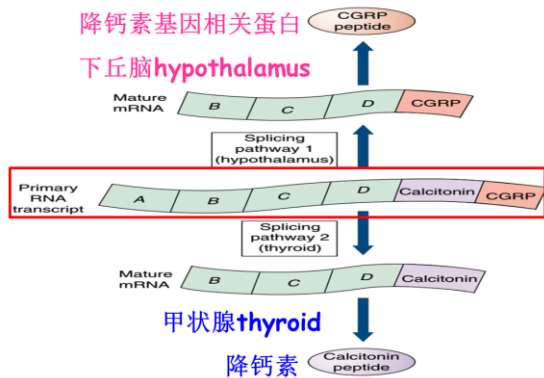 降钙素基因相关蛋白
CGRP
peptide
下丘脑hypothalamus
Mature
mRNA
B C D CGRP
Splicing
pathway 1
(hypothalamus)
Primary
RNA
transcript
A B C D Calcitonin CGRP
Splicing
pathway 2
(thyroid)
Mature
mRNA
B C D Calcitonin
甲状腺thyroid
降钙素
Calcitonin
peptide